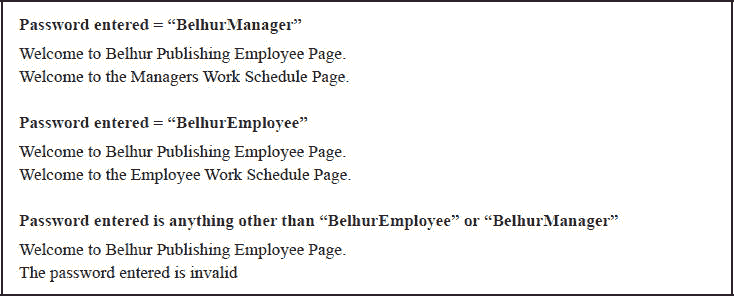 Password entered = “BelhurManager”
Welcome to Belhur Publishing Employee Page.
Welcome to the Managers Work Schedule Page.
Password entered = “BelhurEmployee”
Welcome to Belhur Publishing Employee Page.
Welcome to the Employee Work Schedule Page.
Password entered is anything other than “BelhurEmployee” or “BelhurManager”
Welcome to Belhur Publishing Employee Page.
The password entered is invalid